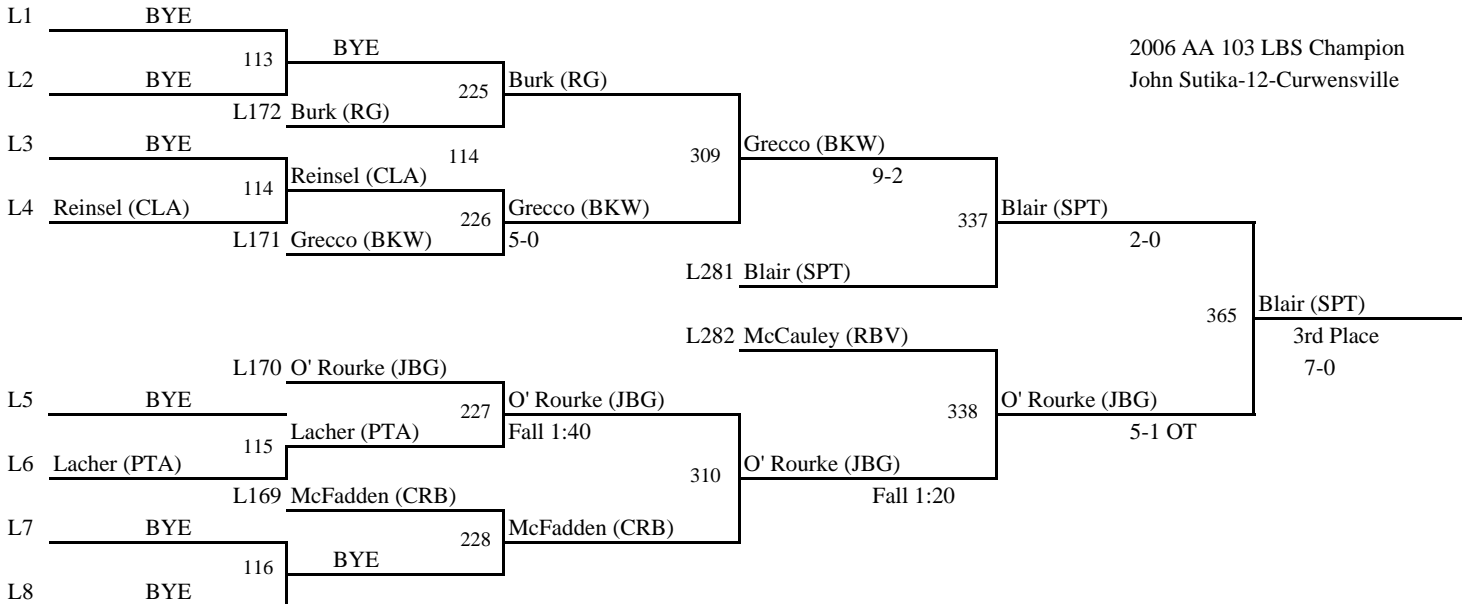 L1 BYE
113 BYE
2006 AA 103 LBS Champion
L2 BYE
225 Burk (RG)
John Sutika-12-Curwensville
L172 Burk (RG)
L3 BYE
114
309 Grecco (BKW)
114 Reinsel (CLA)
9-2
L4 Reinsel (CLA)
226 Grecco (BKW)
337 Blair (SPT)
L171 Grecco (BKW)
5-0
2-0
L281 Blair (SPT)
365 Blair (SPT)
L282 McCauley (RBV)
3rd Place
L170 O' Rourke (JBG)
7-0
L5 BYE
227 O' Rourke (JBG)
338 O' Rourke (JBG)
115 Lacher (PTA)
Fall 1:40
5-1 OT
L6 Lacher (PTA)
310 O' Rourke (JBG)
L169 McFadden (CRB)
Fall 1:20
L7 BYE
228 McFadden (CRB)
116 BYE
L8 BYE